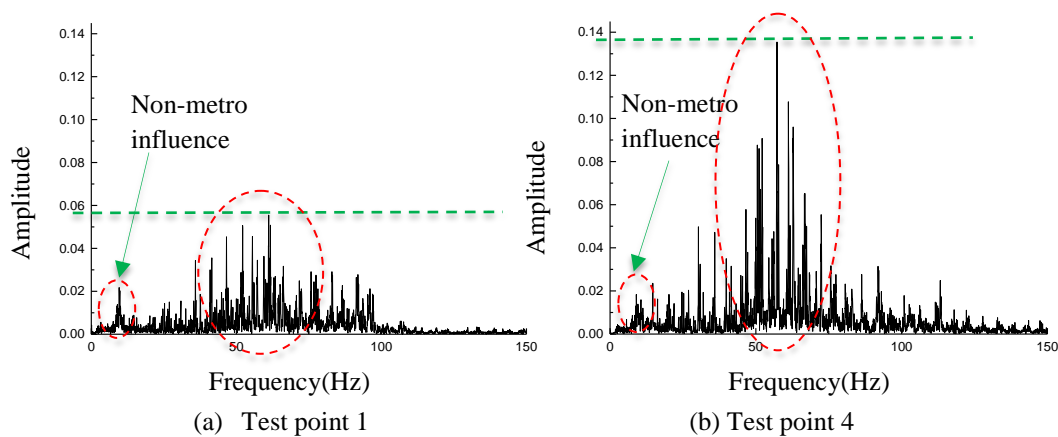 0.14
0.12
0.10
0.08
0.06
0.04
0.02
0.00
Amplitude
Non-metro
influence
0
50
100
150
Frequency(Hz)
(a) Test point 1
0.14
0.12
0.10
0.08
0.06
0.04
0.02
0.00
Amplitude
Non-metro
influence
0
50
100
150
Frequency(Hz)
(b) Test point 4